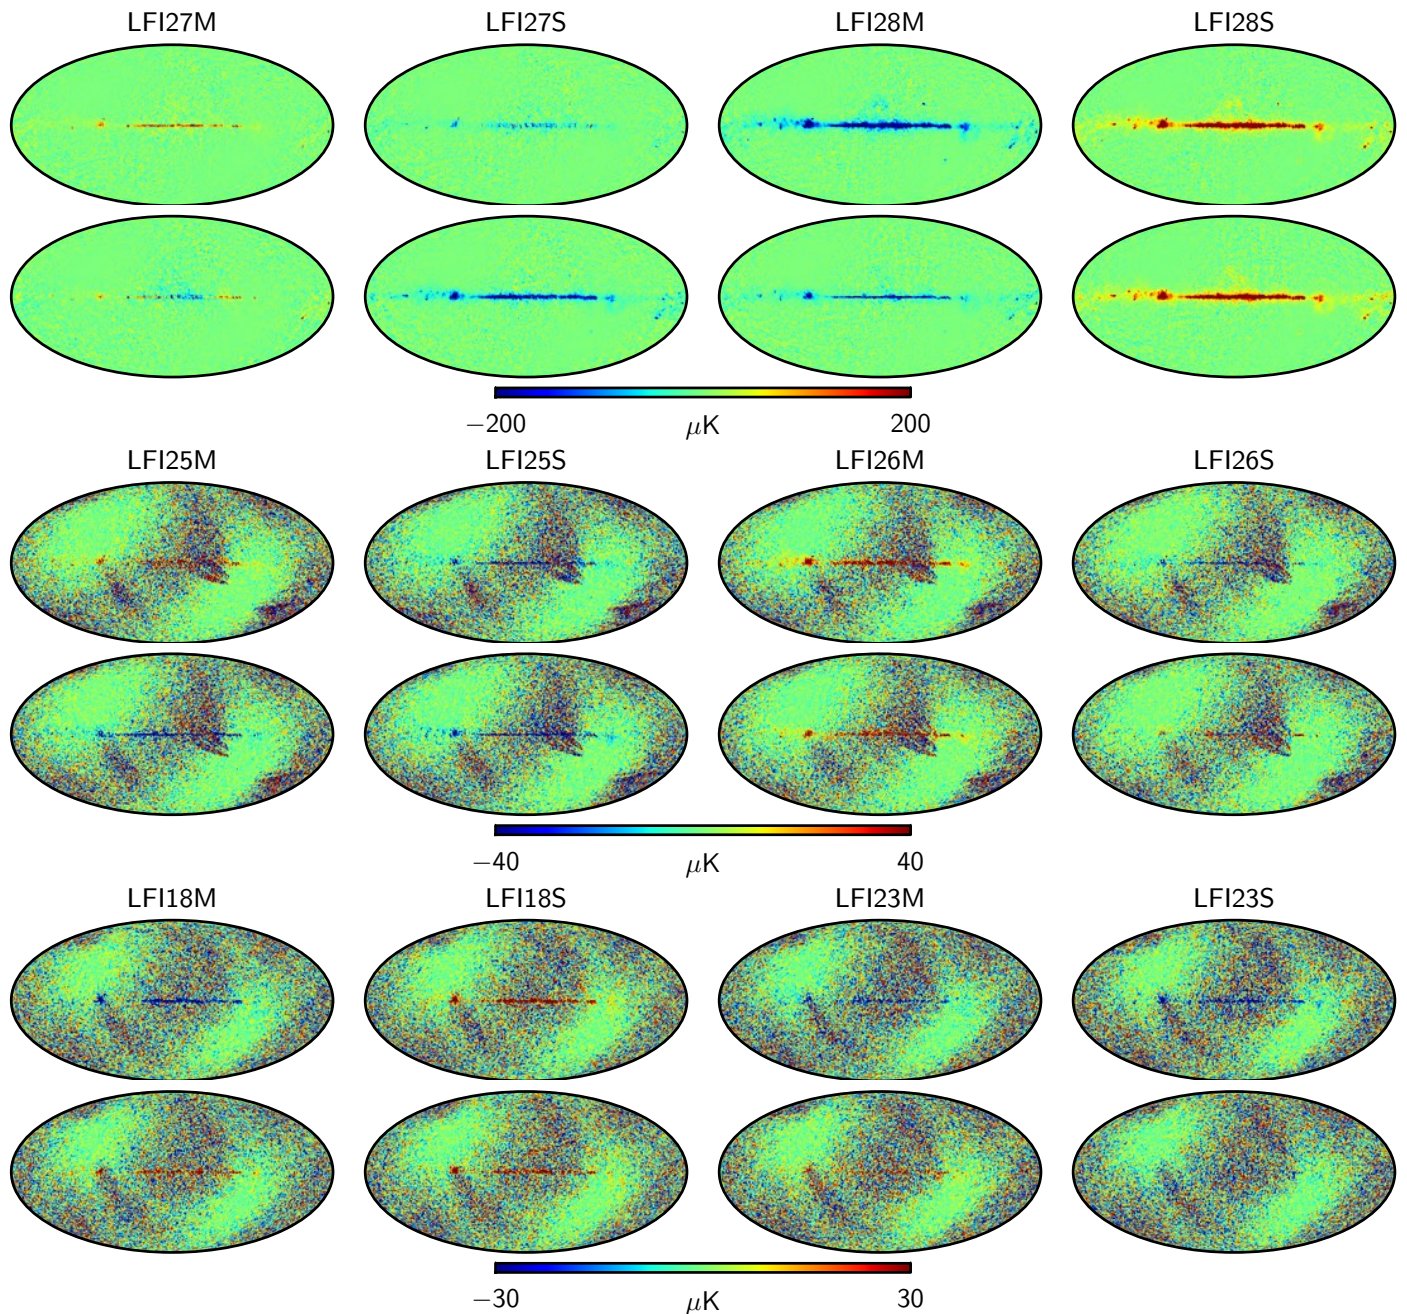 LFI27M LFI27S LFI28M LFI28S
−200 μK 200
LFI25M LFI25S LFI26M LFI26S
−40 μK 40
LFI18M LFI18S LFI23M LFI23S
−30 μK 30